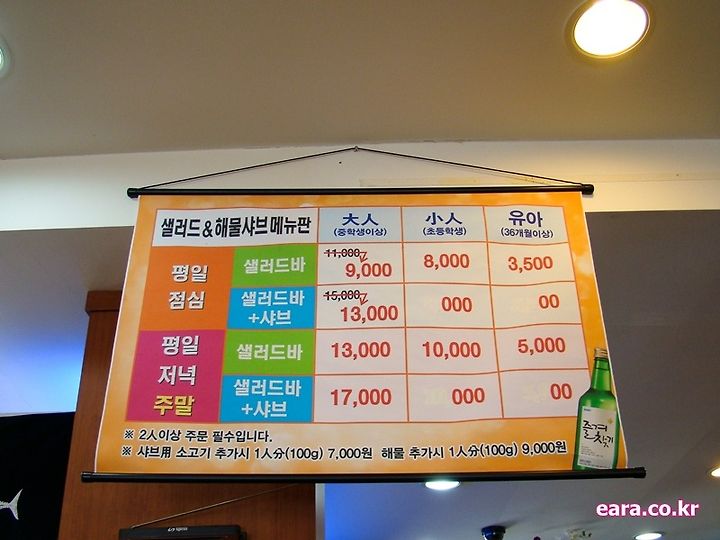 샐러드&해물샤브메뉴판
大人
(중학생이상)
小人
(초등학생)
유아
(36개월이상)
평일
점심
샐러드바
11,000
9,000
8,000
3,500
샐러드바
+샤브
15,000
13,000
000
00
평일
저녁
주말
샐러드바
13,000
10,000
5,000
샐러드바
+샤브
17,000
000
00
※ 2人이상 주문 필수입니다.
※ 샤브用 소고기 추가시 1人分(100g) 7,000원 해물 추가시 1人分(100g) 9,000원
즐겨
찾기
eara.co.kr